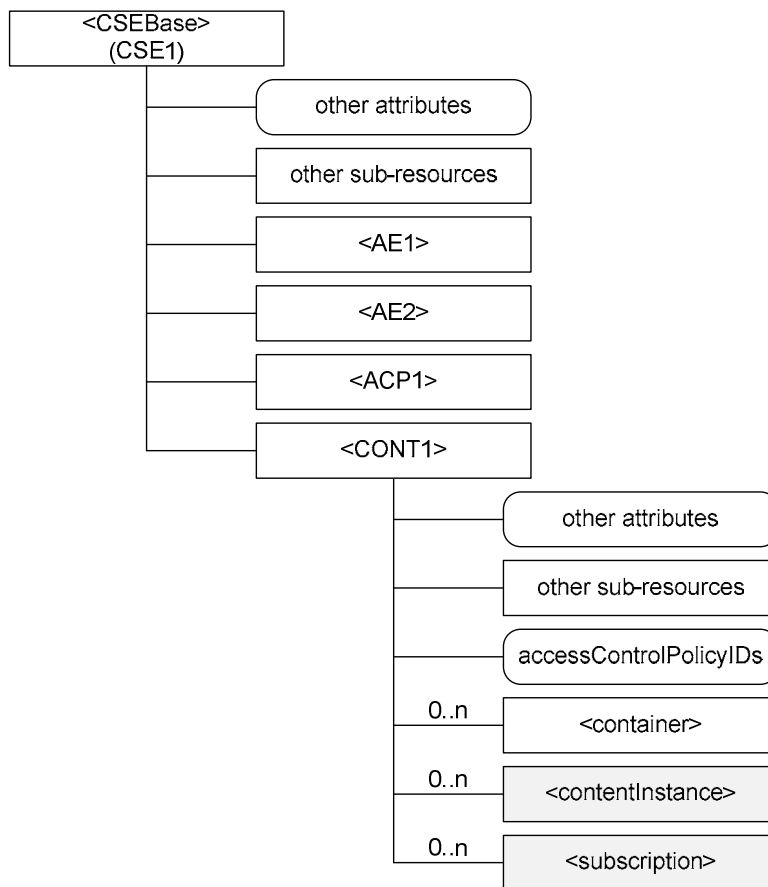 <CSEBase>
(CSE1)
other attributes
other sub-resources
<AE1>
<AE2>
<ACP1>
<CONT1>
other attributes
other sub-resources
accessControlPolicyIDs
0..n
<container>
0..n
<contentInstance>
0..n
<subscription>